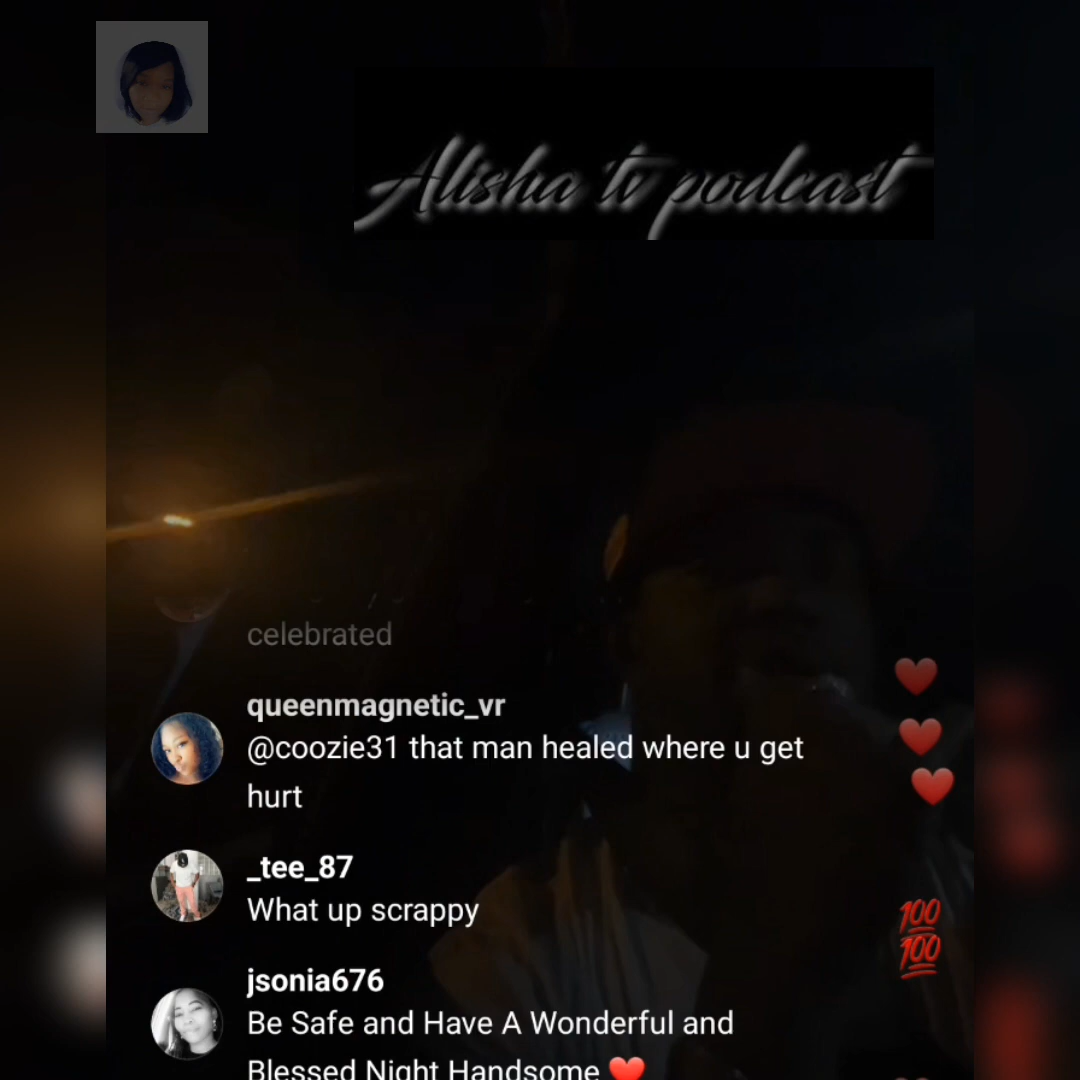 Alisha tv podcast
celebrated
queenmagnetic_vr
@coozie31 that man healed where u get
hurt
_tee_87
What up scrappy
💯
💯
jsonia676
Be Safe and Have A Wonderful and
Blessed Night Handsome ❤️